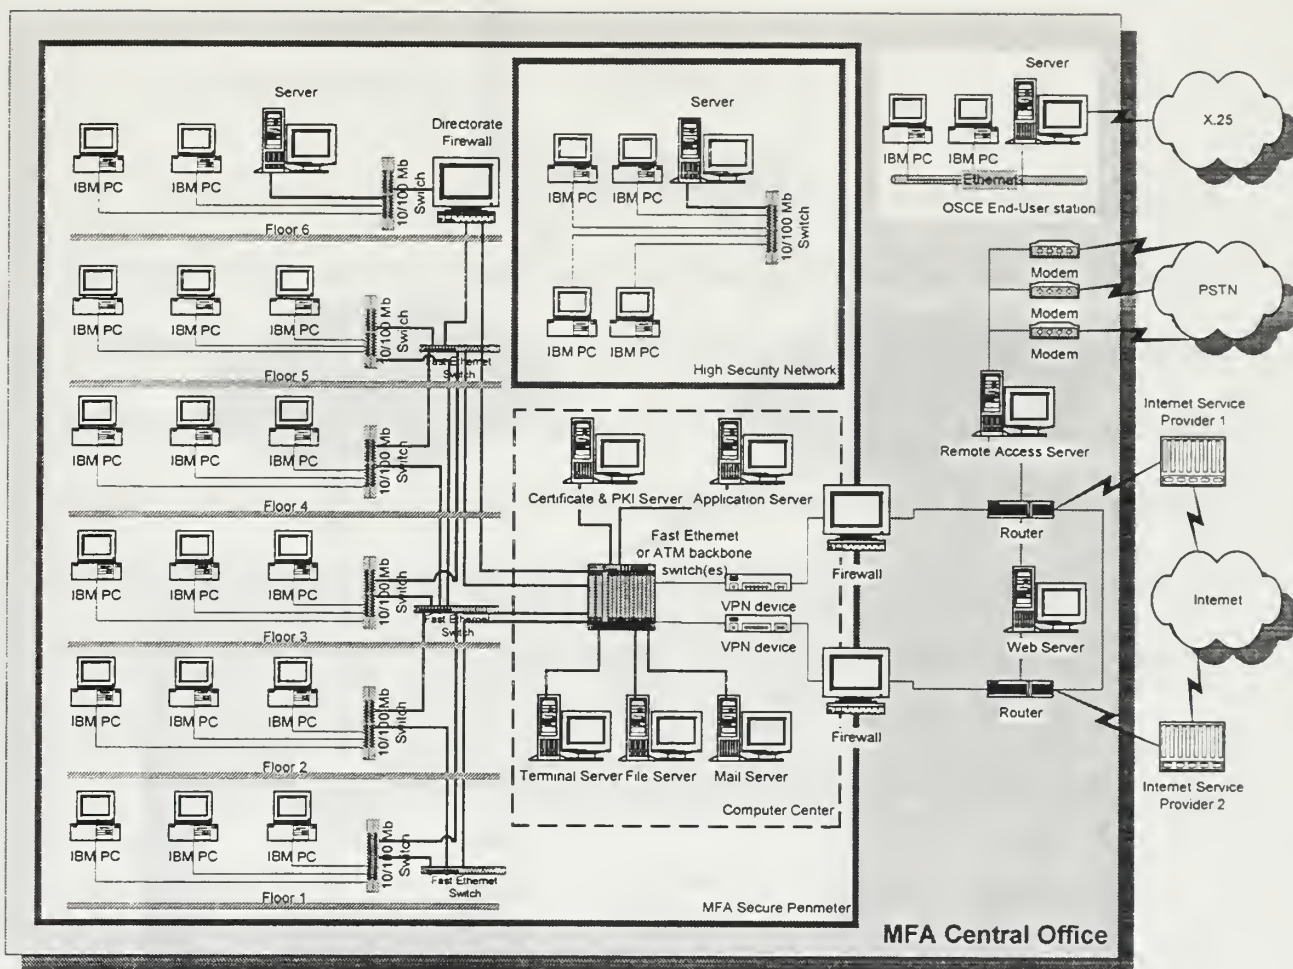 Server
Directorate
Firewall
IBM PC
IBM PC
10/100 Mb
Switch
Floor 6
IBM PC
IBM PC
IBM PC
10/100 Mb
Switch
Fast Ethernet
Switch
Floor 5
IBM PC
IBM PC
IBM PC
10/100 Mb
Switch
Floor 4
IBM PC
IBM PC
IBM PC
10/100 Mb
Switch
Fast Ethernet
Switch
Floor 3
IBM PC
IBM PC
IBM PC
10/100 Mb
Switch
Floor 2
IBM PC
IBM PC
IBM PC
10/100 Mb
Switch
Fast Ethernet
Switch
Floor 1
Server
IBM PC
IBM PC
10/100 Mb
Switch
IBM PC
IBM PC
High Security Network
Certificate & PKI Server
Application Server
Fast Ethernet
or ATM backbone
switch(es)
VPN device
VPN device
Terminal Server
File Server
Mail Server
Computer Center
Firewall
Firewall
MFA Secure Perimeter
Server
IBM PC
IBM PC
Ethernet
OSCE End-User station
X.25
Modem
Modem
Modem
PSTN
Remote Access Server
Internet Service
Provider 1
Router
Web Server
Internet
Router
Internet Service
Provider 2
MFA Central Office